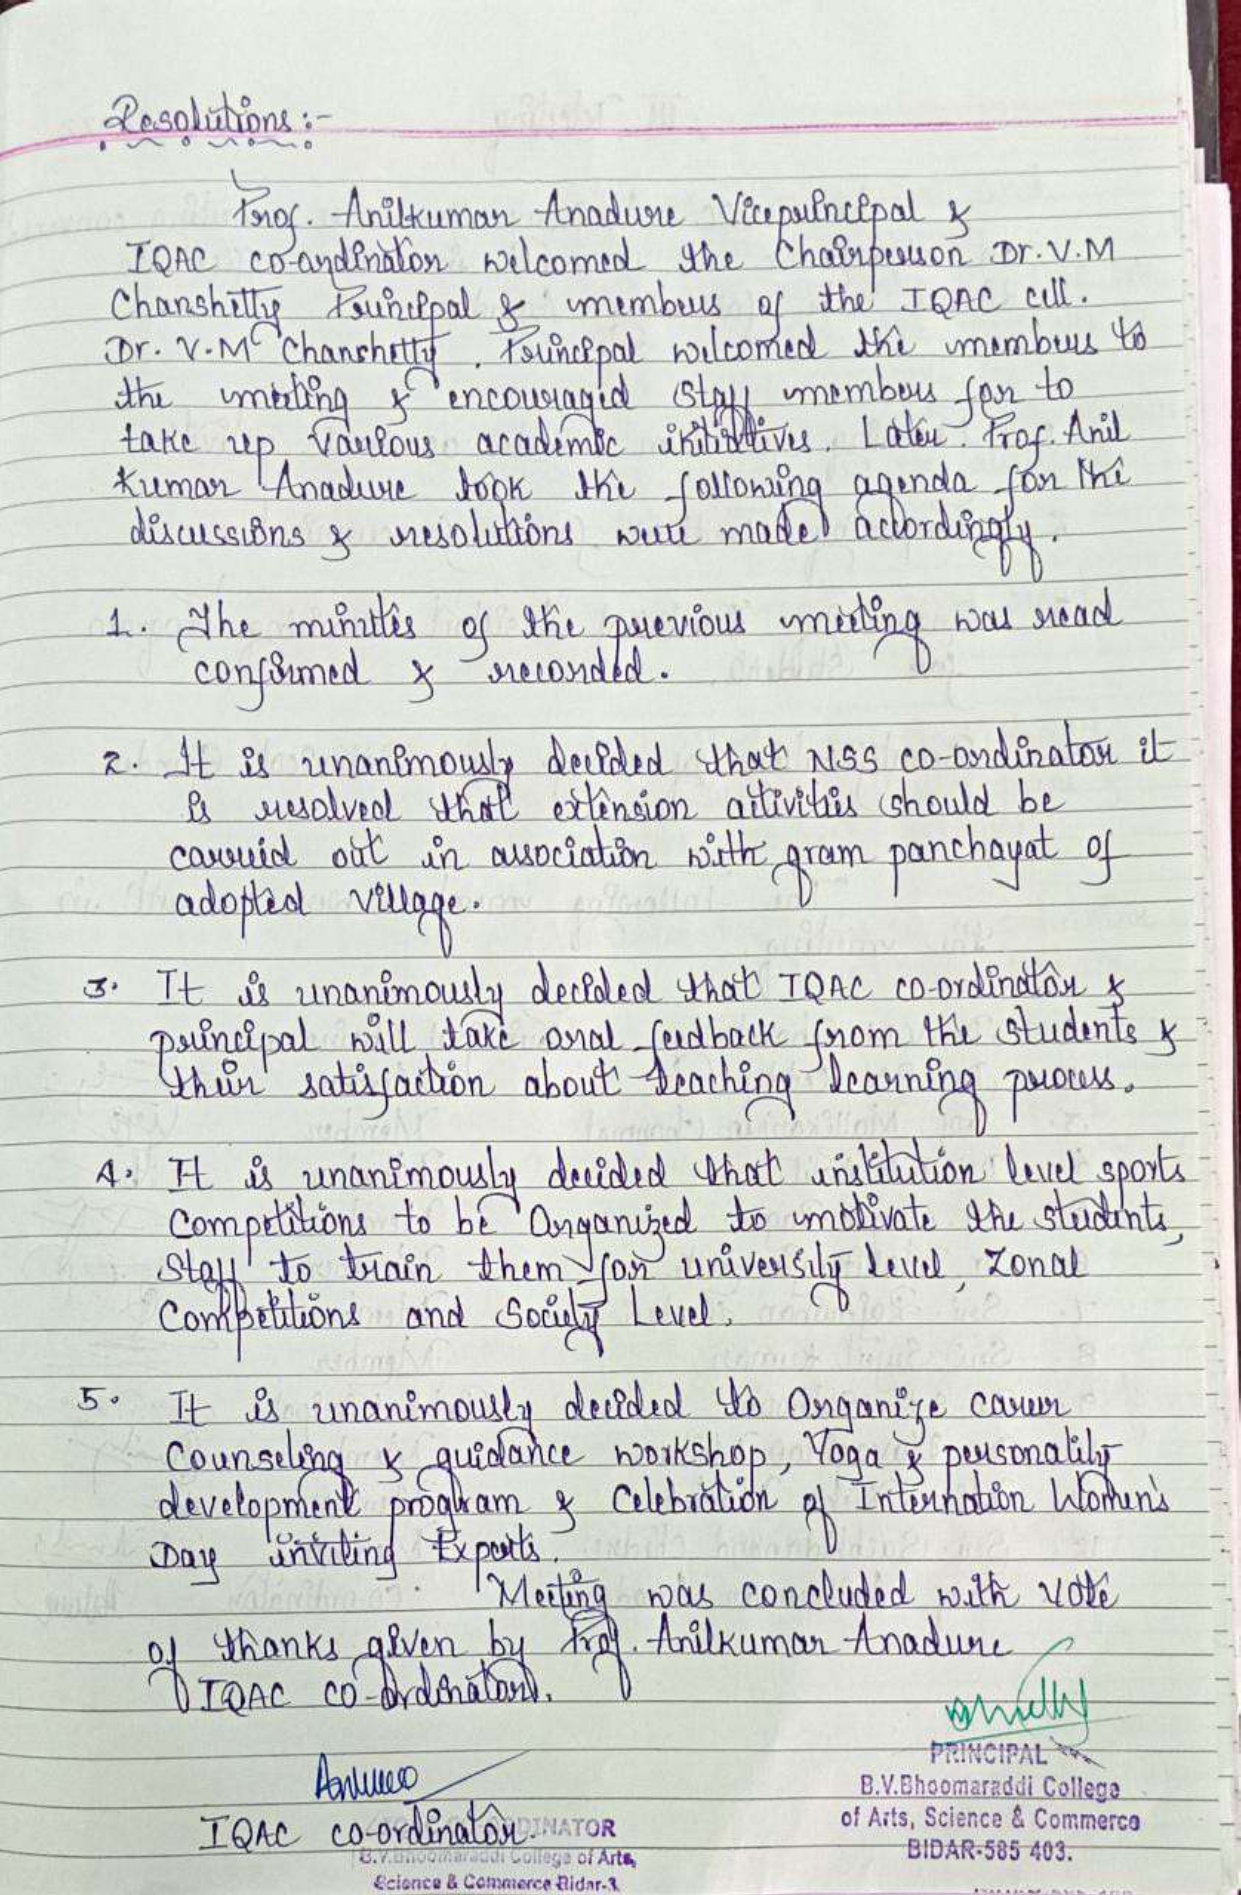 Resolutions :-
Prof. Anilkumar Anadure Viceprincipal &
IQAC co-ordinator welcomed the Chairperson Dr. V.M
Chanshetty Principal & members of the IQAC cell.
Dr. V.M Chanshetty, Principal welcomed the members to
the meeting & encouraged staff members for to
take up various academic initiatives. Later Prof. Anil
Kumar Anadure took the following agenda for the
discussions & resolutions were made accordingly.
1. The minutes of the previous meeting was read
confirmed & recorded.
2. It is unanimously decided that NSS co-ordinator it
is resolved that extension activities should be
carried out in association with gram panchayat of
adopted village.
3. It is unanimously decided that IQAC co-ordinator &
principal will take oral feedback from the students &
their satisfaction about teaching learning process.
4. It is unanimously decided that institution level sports
Competitions to be Organized to motivate the students,
Staff to train them for university level, Zonal
Competitions and Society Level.
5. It is unanimously decided to Organize career
Counseling & guidance workshop, Yoga & personality
development program & Celebration of Internation Women's
Day inviting Experts.
Meeting was concluded with vote
of thanks given by Prof. Anilkumar Anadure
IQAC co-ordinator.
PRINCIPAL
B.V.Bhoomaraddi College
of Arts, Science & Commerce
BIDAR-585 403.
IQAC co-ordinator.
B.V.Bhoomaraddi College of Arts,
Science & Commerce Bidar-3.